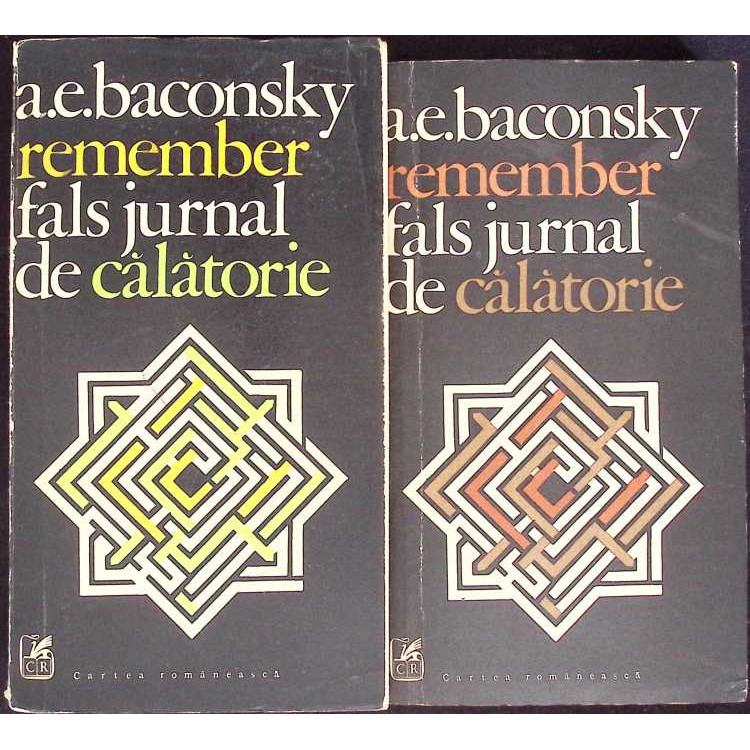 a.e.baconsky
remember
fals jurnal
de călătorie
CR
Cartea românească
a.e.baconsky
remember
fals jurnal
de călătorie
CR
Cartea românească